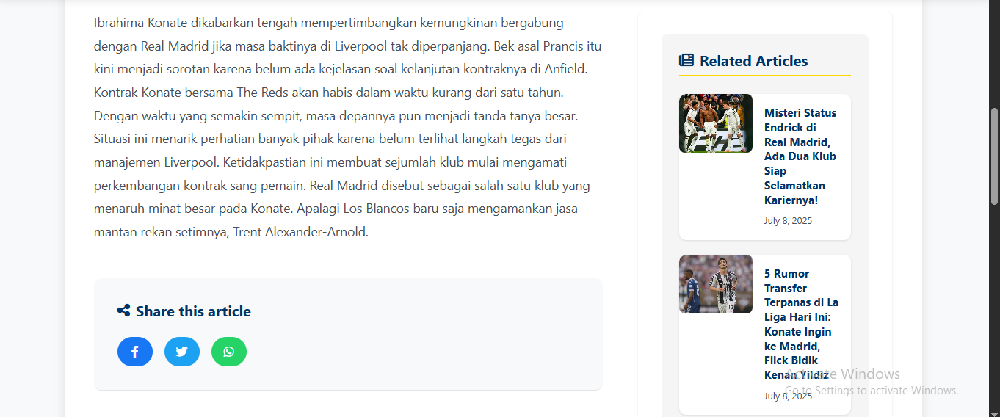 Ibrahima Konate dikabarkan tengah mempertimbangkan kemungkinan bergabung
dengan Real Madrid jika masa baktinya di Liverpool tak diperpanjang. Bek asal Prancis itu
kini menjadi sorotan karena belum ada kejelasan soal kelanjutan kontraknya di Anfield.
Kontrak Konate bersama The Reds akan habis dalam waktu kurang dari satu tahun.
Dengan waktu yang semakin sempit, masa depannya pun menjadi tanda tanya besar.
Situasi ini menarik perhatian banyak pihak karena belum terlihat langkah tegas dari
manajemen Liverpool. Ketidakpastian ini membuat sejumlah klub mulai mengamati
perkembangan kontrak sang pemain. Real Madrid disebut sebagai salah satu klub yang
menaruh minat besar pada Konate. Apalagi Los Blancos baru saja mengamankan jasa
mantan rekan setimnya, Trent Alexander-Arnold.
Share this article
Related Articles
Misteri Status
Endrick di
Real Madrid,
Ada Dua Klub
Siap
Selamatkan
Kariernya!
July 8, 2025
5 Rumor
Transfer
Terpanas di La
Liga Hari Ini:
Konate Ingin
ke Madrid,
Flick Bidik
Kenan Yildiz
July 8, 2025
Activate Windows
Go to Settings to activate Windows.